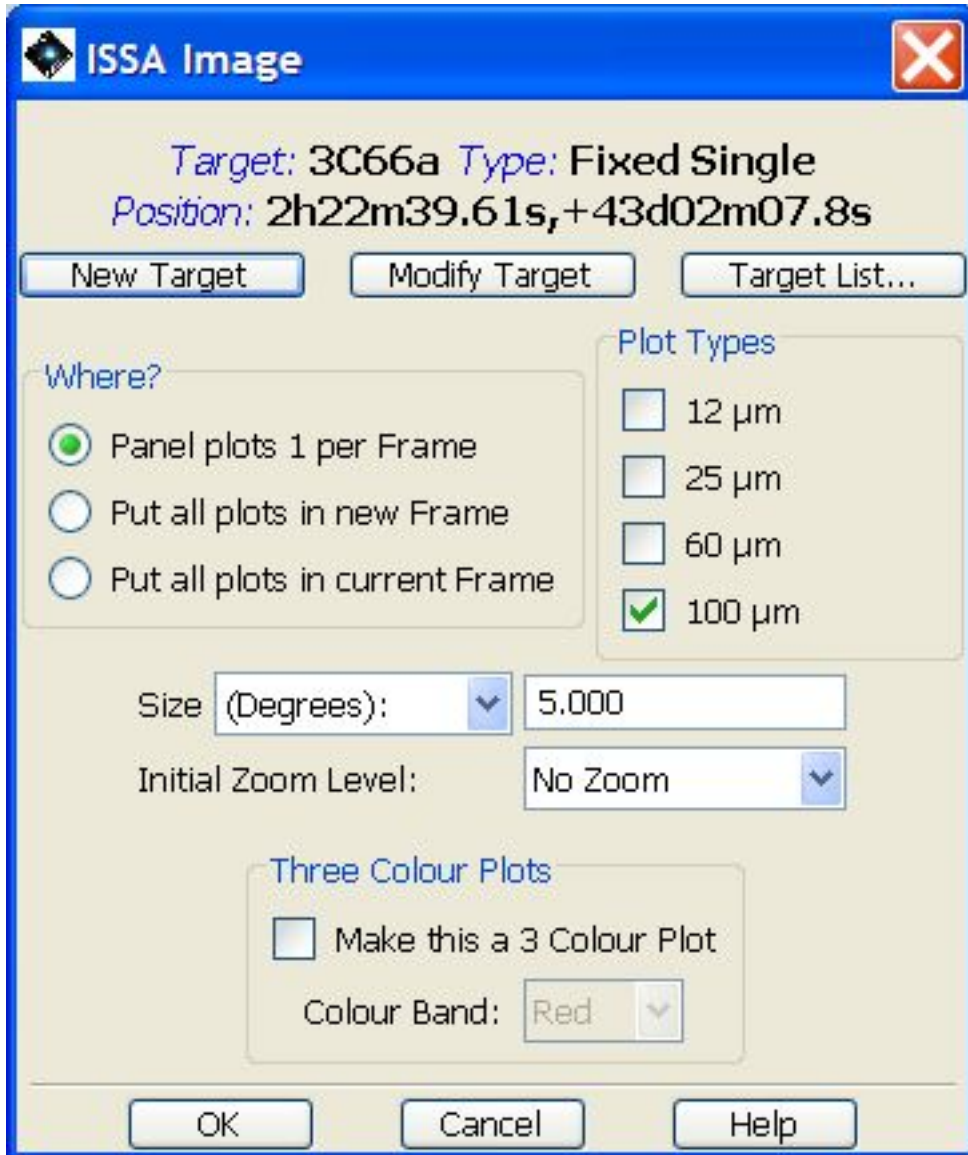 ISSA Image
Target: 3C66a Type: Fixed Single
Position: 2h22m39.61s,+43d02m07.8s
New Target Modify Target Target List...
Where?
Panel plots 1 per Frame
Put all plots in new Frame
Put all plots in current Frame
Plot Types
12 µm
25 µm
60 µm
100 µm
Size (Degrees): 5.000
Initial Zoom Level: No Zoom
Three Colour Plots
Make this a 3 Colour Plot
Colour Band: Red
OK Cancel Help